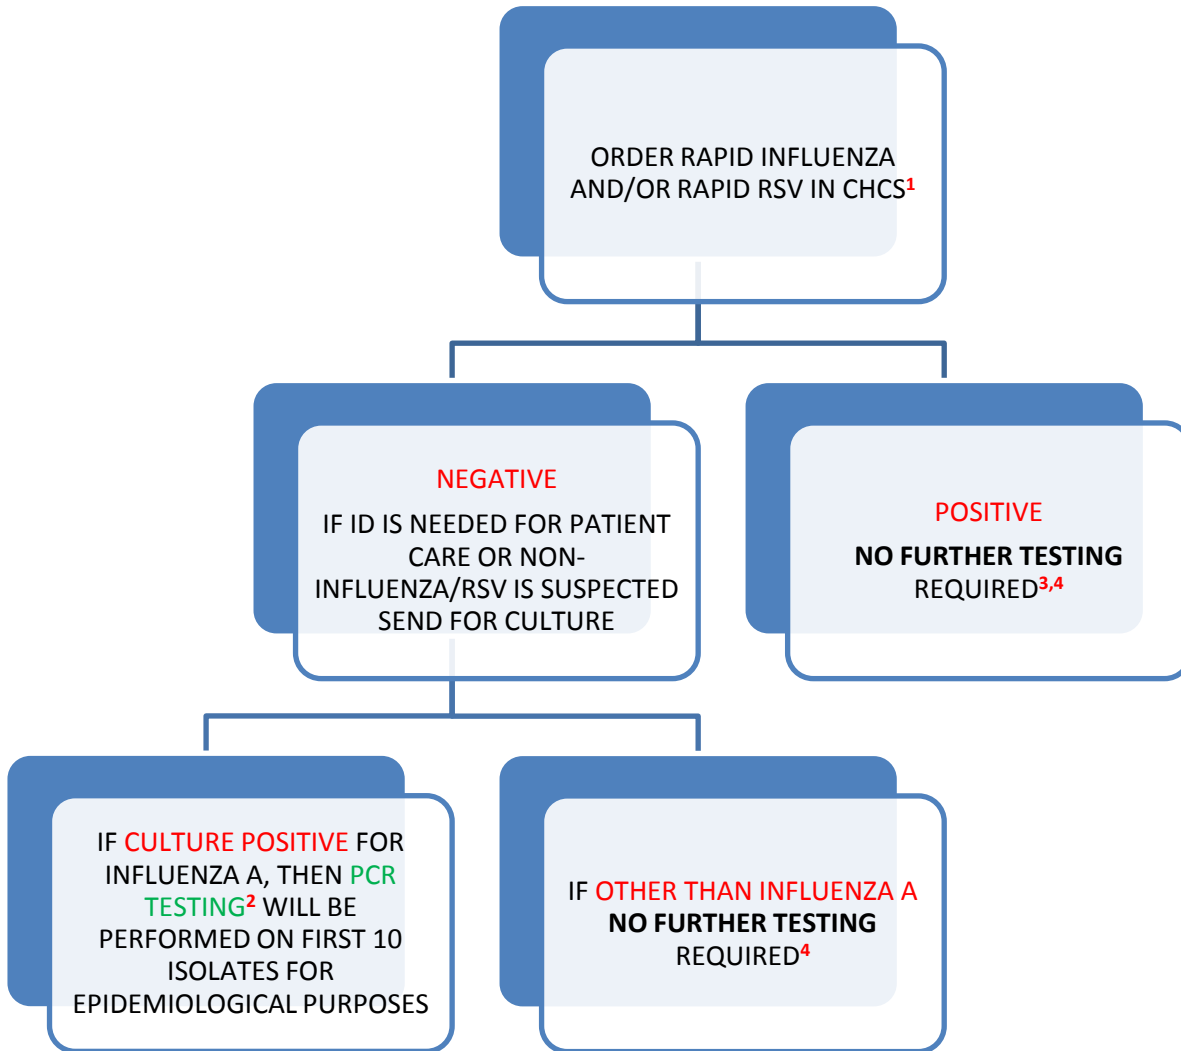 ORDER RAPID INFLUENZA
AND/OR RAPID RSV IN CHCS1
NEGATIVE
IF ID IS NEEDED FOR PATIENT
CARE OR NON-
INFLUENZA/RSV IS SUSPECTED
SEND FOR CULTURE
POSITIVE
NO FURTHER TESTING
REQUIRED3,4
IF CULTURE POSITIVE FOR
INFLUENZA A, THEN PCR
TESTING2 WILL BE
PERFORMED ON FIRST 10
ISOLATES FOR
EPIDEMIOLOGICAL PURPOSES
IF OTHER THAN INFLUENZA A
NO FURTHER TESTING
REQUIRED4